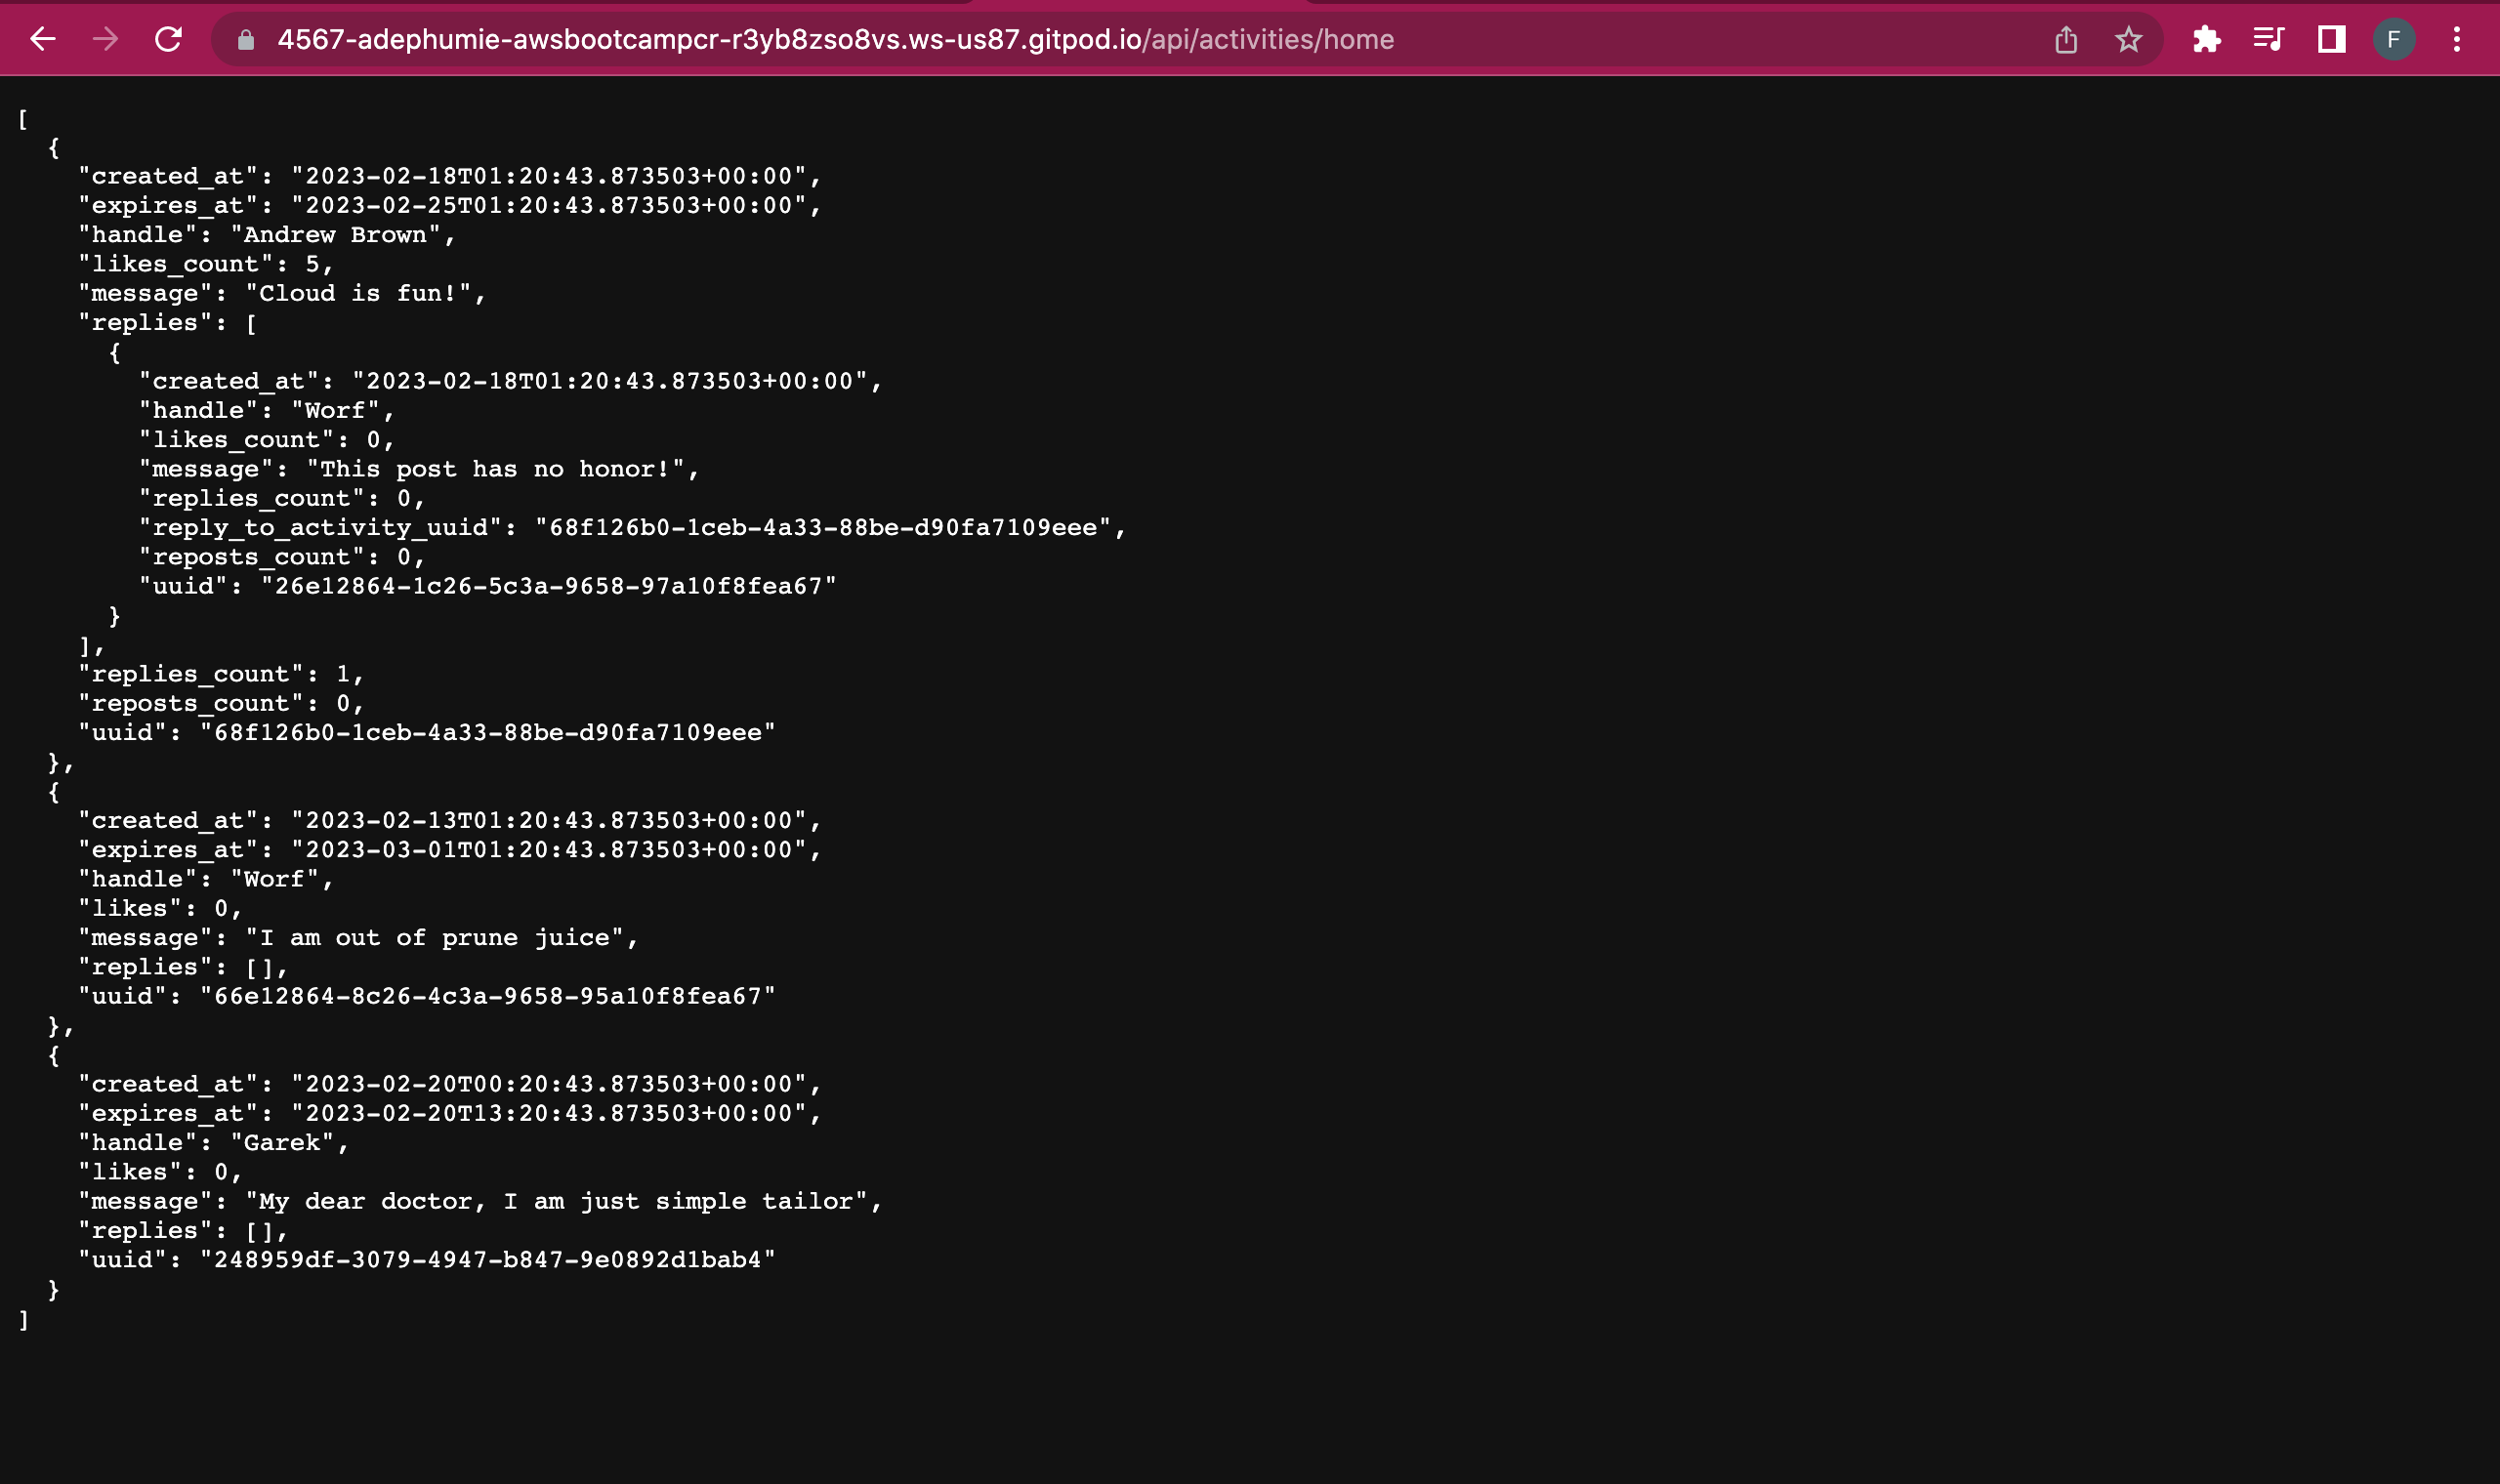 4567-adephumie-awsbootcampcr-r3yb8zso8vs.ws-us87.gitpod.io/api/activities/home
F
[
  {
    "created_at": "2023-02-18T01:20:43.873503+00:00",
    "expires_at": "2023-02-25T01:20:43.873503+00:00",
    "handle": "Andrew Brown",
    "likes_count": 5,
    "message": "Cloud is fun!",
    "replies": [
      {
        "created_at": "2023-02-18T01:20:43.873503+00:00",
        "handle": "Worf",
        "likes_count": 0,
        "message": "This post has no honor!",
        "replies_count": 0,
        "reply_to_activity_uuid": "68f126b0-1ceb-4a33-88be-d90fa7109eee",
        "reposts_count": 0,
        "uuid": "26e12864-1c26-5c3a-9658-97a10f8fea67"
      }
    ],
    "replies_count": 1,
    "reposts_count": 0,
    "uuid": "68f126b0-1ceb-4a33-88be-d90fa7109eee"
  },
  {
    "created_at": "2023-02-13T01:20:43.873503+00:00",
    "expires_at": "2023-03-01T01:20:43.873503+00:00",
    "handle": "Worf",
    "likes": 0,
    "message": "I am out of prune juice",
    "replies": [],
    "uuid": "66e12864-8c26-4c3a-9658-95a10f8fea67"
  },
  {
    "created_at": "2023-02-20T00:20:43.873503+00:00",
    "expires_at": "2023-02-20T13:20:43.873503+00:00",
    "handle": "Garek",
    "likes": 0,
    "message": "My dear doctor, I am just simple tailor",
    "replies": [],
    "uuid": "248959df-3079-4947-b847-9e0892d1bab4"
  }
]